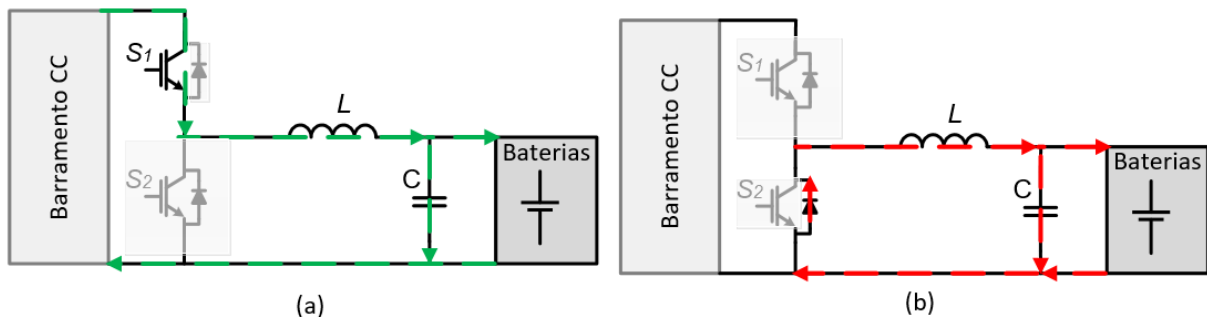 Barramento CC
S1
S2
L
C
Baterias
(a)
Barramento CC
S1
S2
L
C
Baterias
(b)